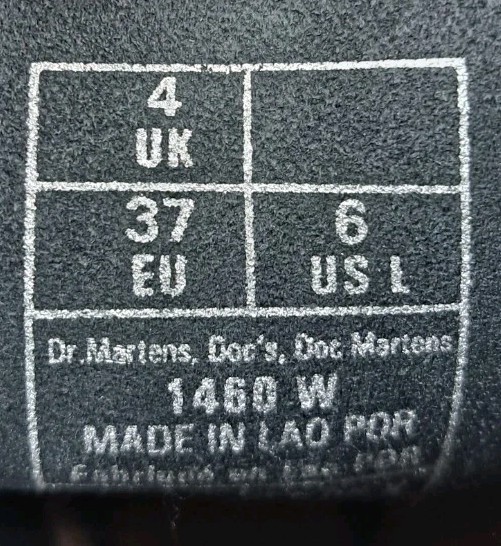 4
UK
37
EU
6
US L
Dr.Martens, Doc's, Doc Martens
1460 W
MADE IN LAO PDR